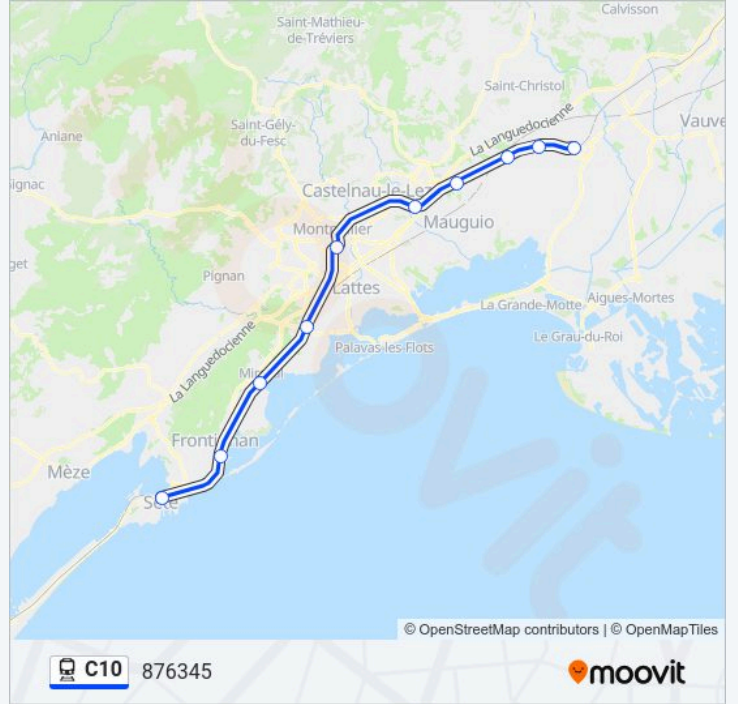 Calvisson
Saint-Mathieu-
de-Tréviers
Saint-Christol
La Languedocienne
Vauve
Aniane
Saint-Gély-
du-Fesc
ignac
Castelnau-le-Lez
Mauguio
Montpellier
get
Pignan
Lattes
Aigues-Mortes
La Grande-Motte
Le Grau-du-Roi
Palavas-les-Flots
La Languedocienne
Mireval
Frontignan
Mèze
Sète
© OpenStreetMap contributors | © OpenMapTiles
C10 876345
moovit